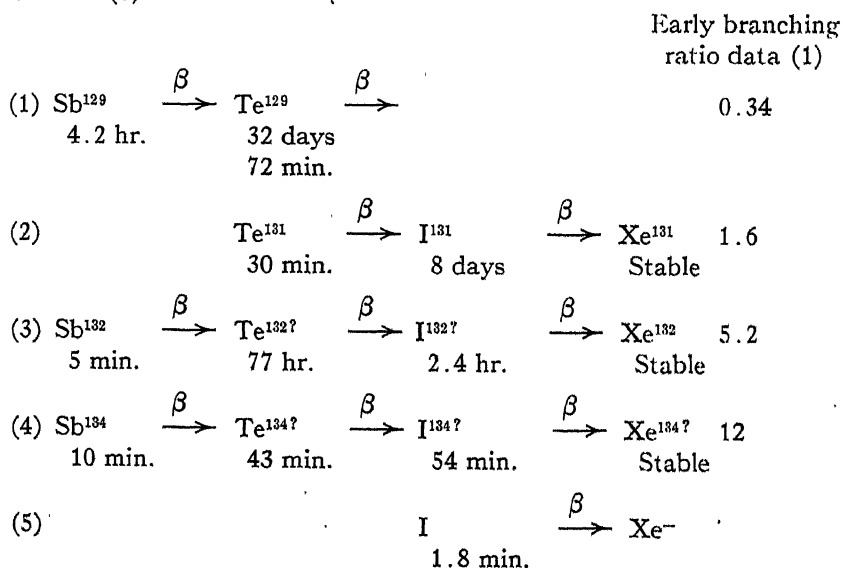 Early branching
ratio data (1)
β β
(1) Sb¹²⁹ → Te¹²⁹ → 0.34
4.2 hr. 32 days
72 min.
β β
(2) Te¹³¹ → I¹³¹ → Xe¹³¹ 1.6
30 min. 8 days Stable
β β β
(3) Sb¹³² → Te¹³²? → I¹³²? → Xe¹³² 5.2
5 min. 77 hr. 2.4 hr. Stable
β β β
(4) Sb¹³⁴ → Te¹³⁴? → I¹³⁴? → Xe¹³⁴? 12
10 min. 43 min. 54 min. Stable
β
(5) I → Xe⁻
1.8 min.